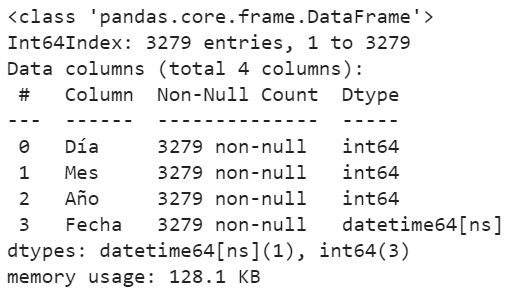 <class 'pandas.core.frame.DataFrame'>
Int64Index: 3279 entries, 1 to 3279
Data columns (total 4 columns):
 #   Column  Non-Null Count  Dtype
---  ------  --------------  -----
 0   Día     3279 non-null   int64
 1   Mes     3279 non-null   int64
 2   Año     3279 non-null   int64
 3   Fecha   3279 non-null   datetime64[ns]
dtypes: datetime64[ns](1), int64(3)
memory usage: 128.1 KB